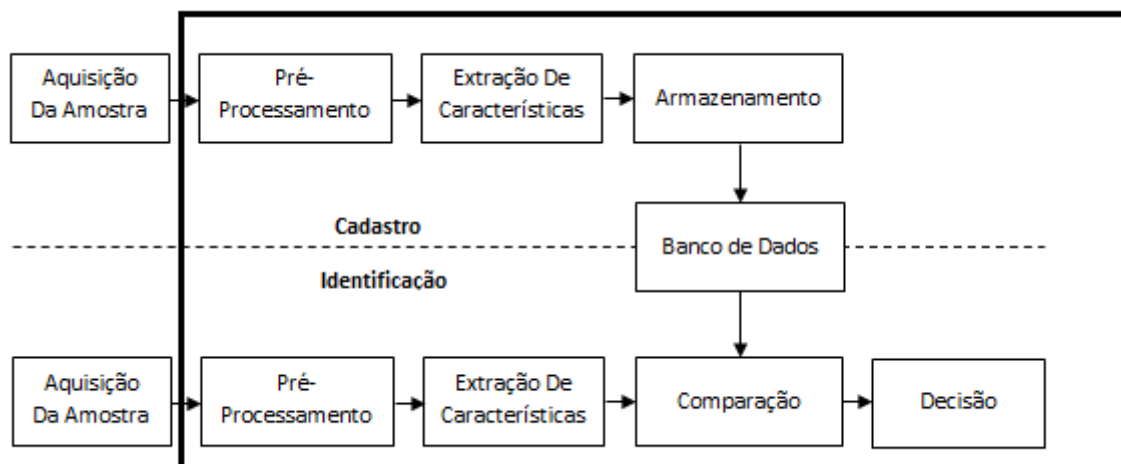 Aquisição
Da Amostra
Pré-
Processamento
Extração De
Características
Armazenamento
Cadastro
Banco de Dados
Identificação
Aquisição
Da Amostra
Pré-
Processamento
Extração De
Características
Comparação
Decisão